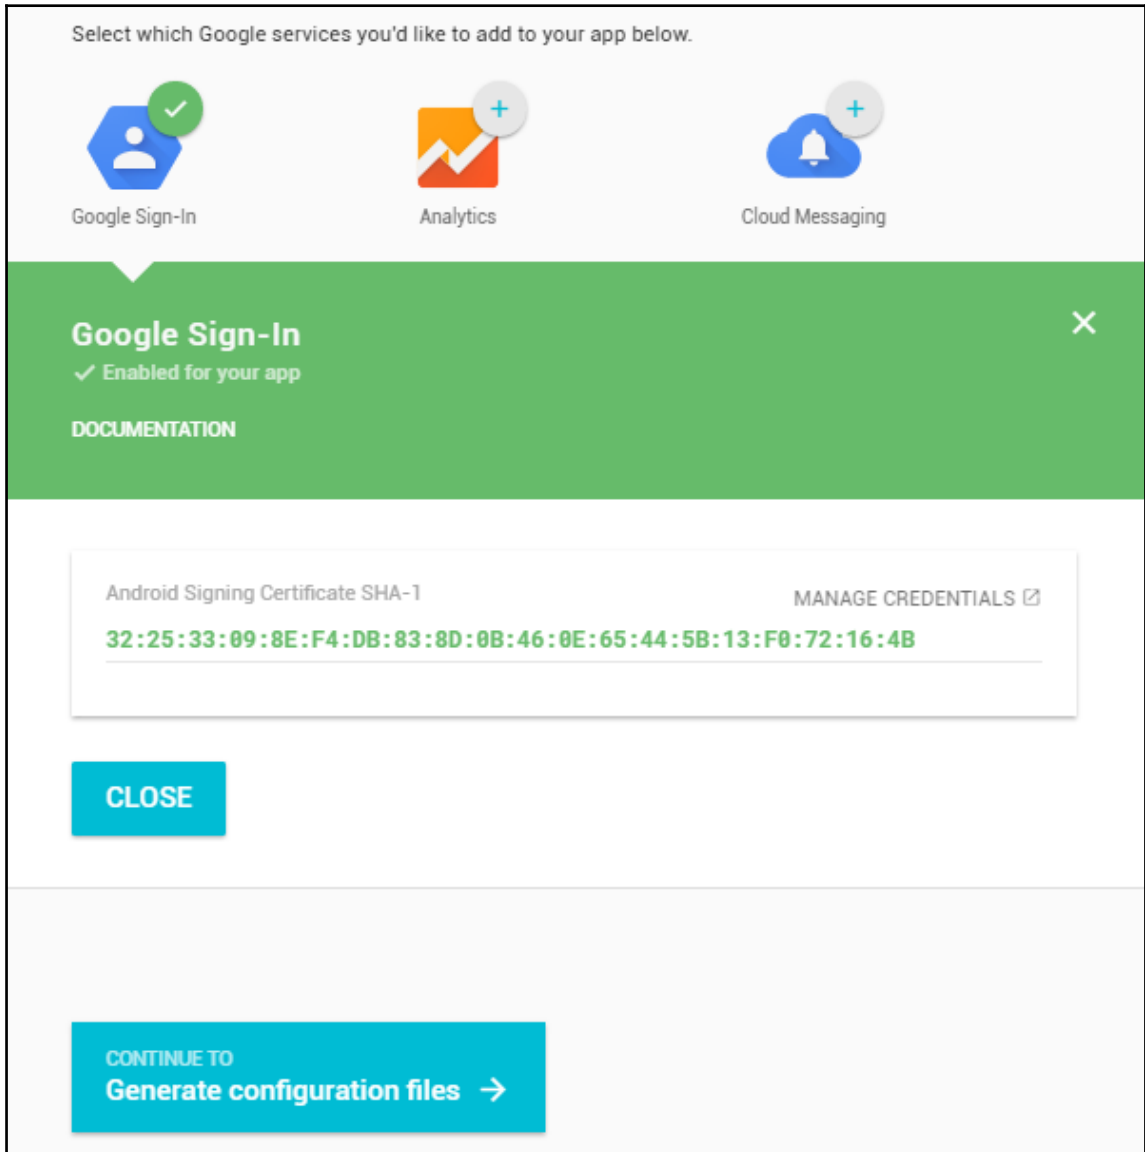 Select which Google services you'd like to add to your app below.
Google Sign-In
Analytics
Cloud Messaging
Google Sign-In
Enabled for your app
DOCUMENTATION
Android Signing Certificate SHA-1
MANAGE CREDENTIALS
32:25:33:09:8E:F4:DB:83:8D:0B:46:0E:65:44:5B:13:F0:72:16:4B
CLOSE
CONTINUE TO
Generate configuration files